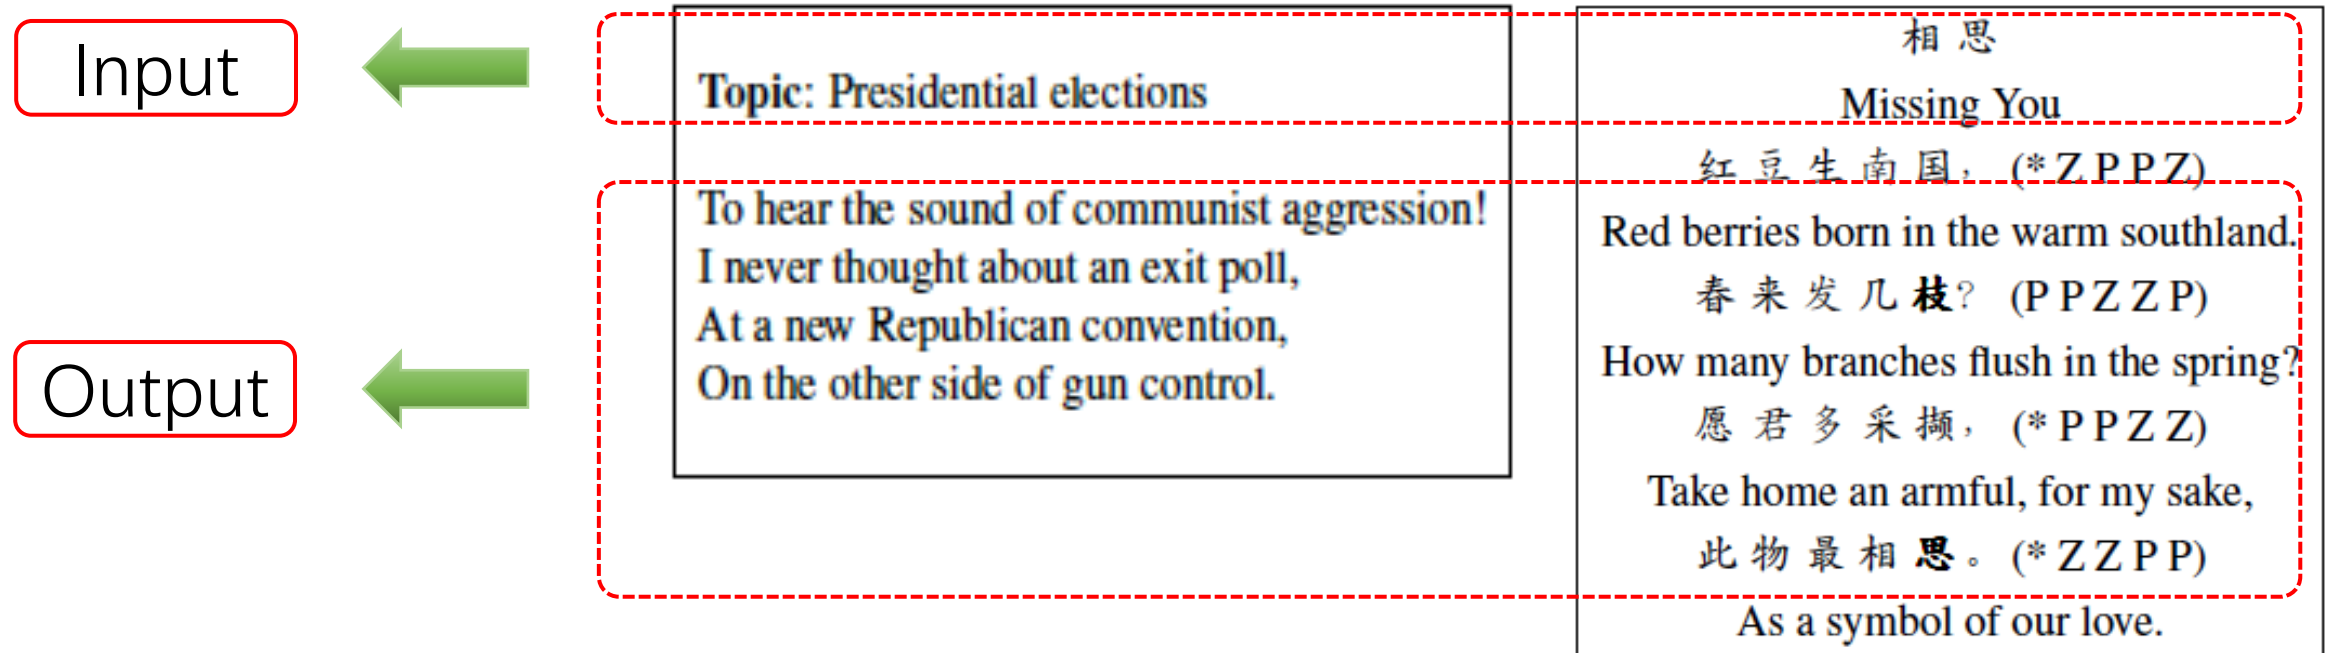 Input
Output
Topic: Presidential elections
To hear the sound of communist aggression!
I never thought about an exit poll,
At a new Republican convention,
On the other side of gun control.
相思
Missing You
红豆生南国, (* Z P P Z)
Red berries born in the warm southland.
春来发几枝? (P P Z Z P)
How many branches flush in the spring?
愿君多采撷, (* P P Z Z)
Take home an armful, for my sake,
此物最相思。(* Z Z P P)
As a symbol of our love.